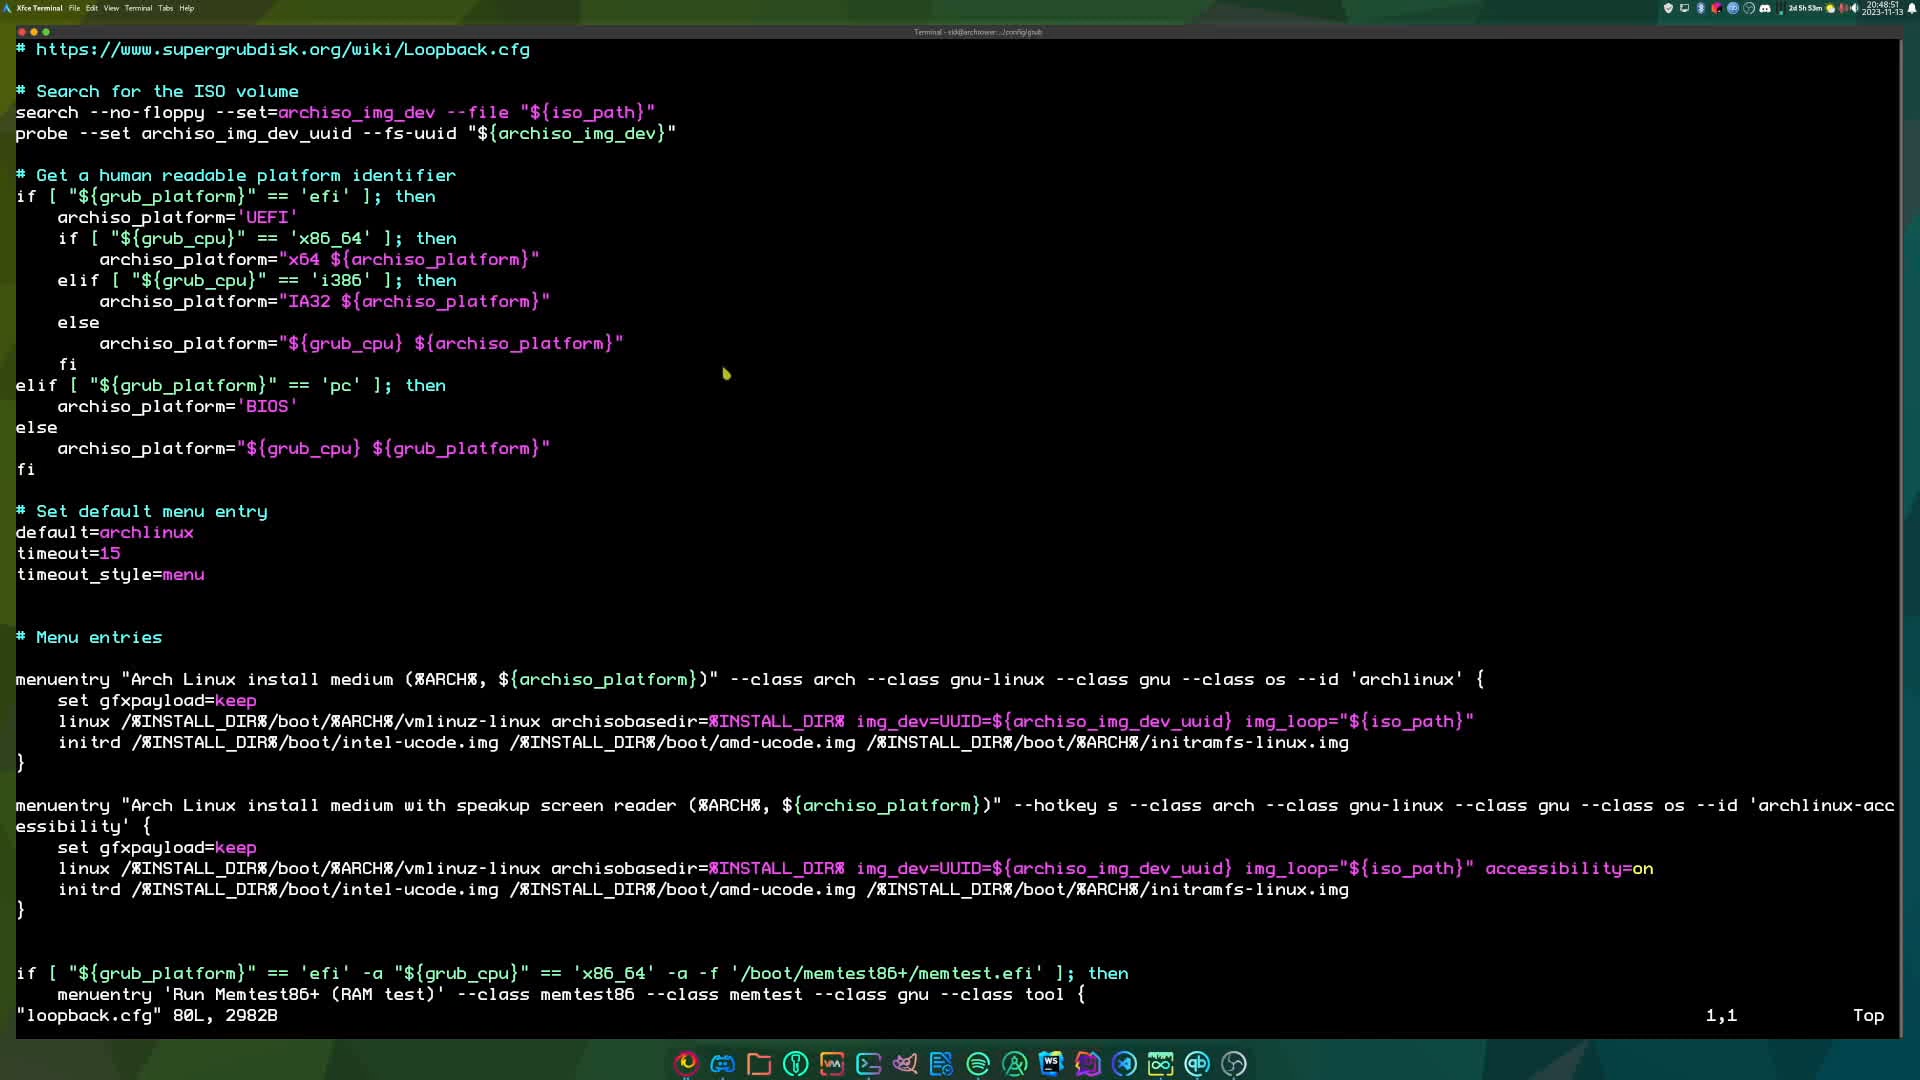 Xfce Terminal File Edit View Terminal Tabs Help
2d 5h 53m
20:48:51
2023-11-13
# https://www.supergrubdisk.org/wiki/Loopback.cfg
# Search for the ISO volume
search --no-floppy --set=archiso_img_dev --file "${iso_path}"
probe --set archiso_img_dev_uuid --fs-uuid "${archiso_img_dev}"
# Get a human readable platform identifier
if [ "${grub_platform}" == 'efi' ]; then
archiso_platform='UEFI'
if [ "${grub_cpu}" == 'x86_64' ]; then
archiso_platform="x64 ${archiso_platform}"
elif [ "${grub_cpu}" == 'i386' ]; then
archiso_platform="IA32 ${archiso_platform}"
else
archiso_platform="${grub_cpu} ${archiso_platform}"
fi
elif [ "${grub_platform}" == 'pc' ]; then
archiso_platform='BIOS'
else
archiso_platform="${grub_cpu} ${grub_platform}"
fi
# Set default menu entry
default=archlinux
timeout=15
timeout_style=menu
# Menu entries
menuentry "Arch Linux install medium (%ARCH%, ${archiso_platform})" --class arch --class gnu-linux --class gnu --class os --id 'archlinux' {
set gfxpayload=keep
linux /%INSTALL_DIR%/boot/%ARCH%/vmlinuz-linux archisobasedir=%INSTALL_DIR% img_dev=UUID=${archiso_img_dev_uuid} img_loop="${iso_path}"
initrd /%INSTALL_DIR%/boot/intel-ucode.img /%INSTALL_DIR%/boot/amd-ucode.img /%INSTALL_DIR%/boot/%ARCH%/initramfs-linux.img
}
menuentry "Arch Linux install medium with speakup screen reader (%ARCH%, ${archiso_platform})" --hotkey s --class arch --class gnu-linux --class gnu --class os --id 'archlinux-acc
essibility' {
set gfxpayload=keep
linux /%INSTALL_DIR%/boot/%ARCH%/vmlinuz-linux archisobasedir=%INSTALL_DIR% img_dev=UUID=${archiso_img_dev_uuid} img_loop="${iso_path}" accessibility=on
initrd /%INSTALL_DIR%/boot/intel-ucode.img /%INSTALL_DIR%/boot/amd-ucode.img /%INSTALL_DIR%/boot/%ARCH%/initramfs-linux.img
}
if [ "${grub_platform}" == 'efi' -a "${grub_cpu}" == 'x86_64' -a -f '/boot/memtest86+/memtest.efi' ]; then
menuentry 'Run Memtest86+ (RAM test)' --class memtest86 --class memtest --class gnu --class tool {
"loopback.cfg" 80L, 2982B 1,1 Top
WS
qb